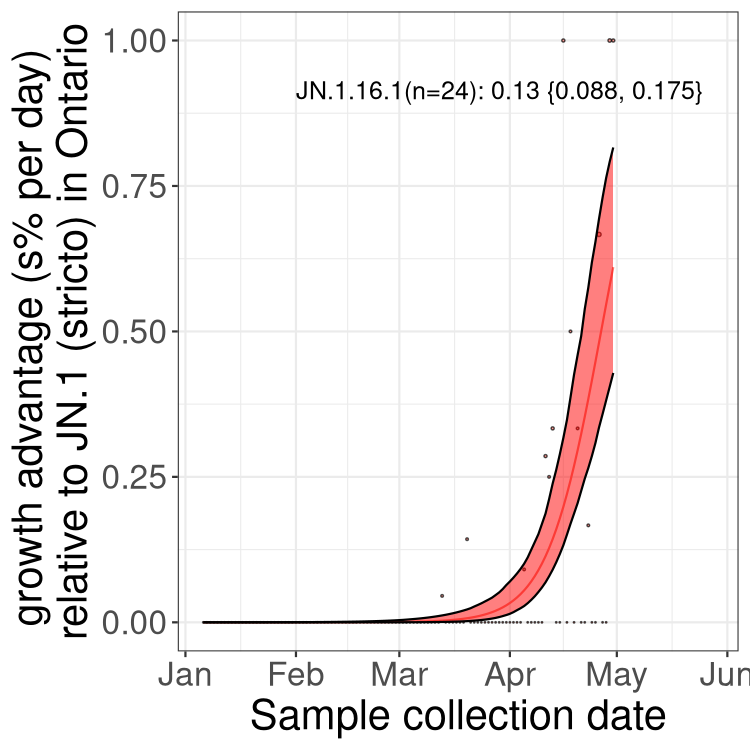 growth advantage (s% per day)
relative to JN.1 (stricto) in Ontario
1.00
0.75
0.50
0.25
0.00
JN.1.16.1(n=24): 0.13 {0.088, 0.175}
Jan Feb Mar Apr May Jun
Sample collection date